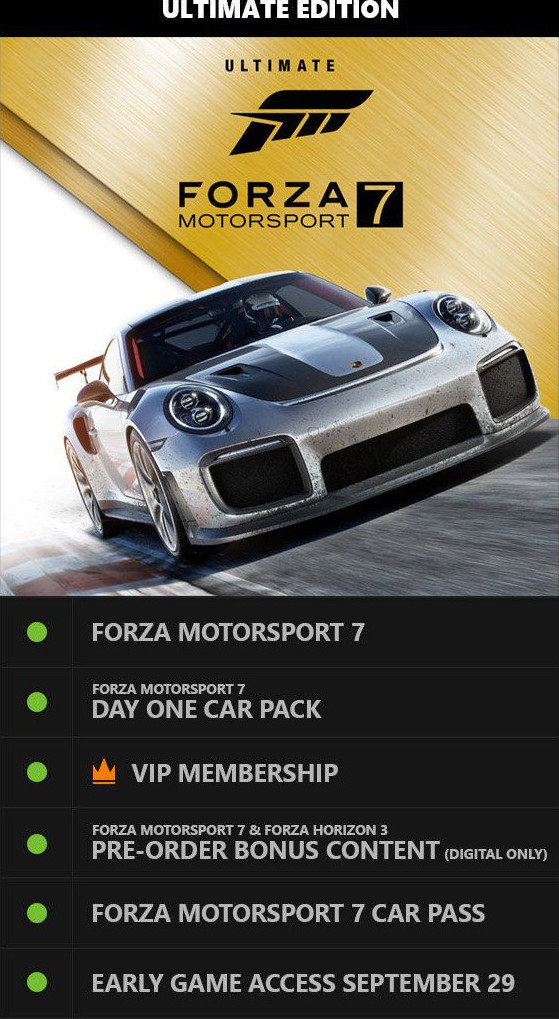 ULTIMATE EDITION
ULTIMATE
FORZA
MOTORSPORT 7
FORZA MOTORSPORT 7
FORZA MOTORSPORT 7
DAY ONE CAR PACK
VIP MEMBERSHIP
FORZA MOTORSPORT 7 & FORZA HORIZON 3
PRE-ORDER BONUS CONTENT (DIGITAL ONLY)
FORZA MOTORSPORT 7 CAR PASS
EARLY GAME ACCESS SEPTEMBER 29